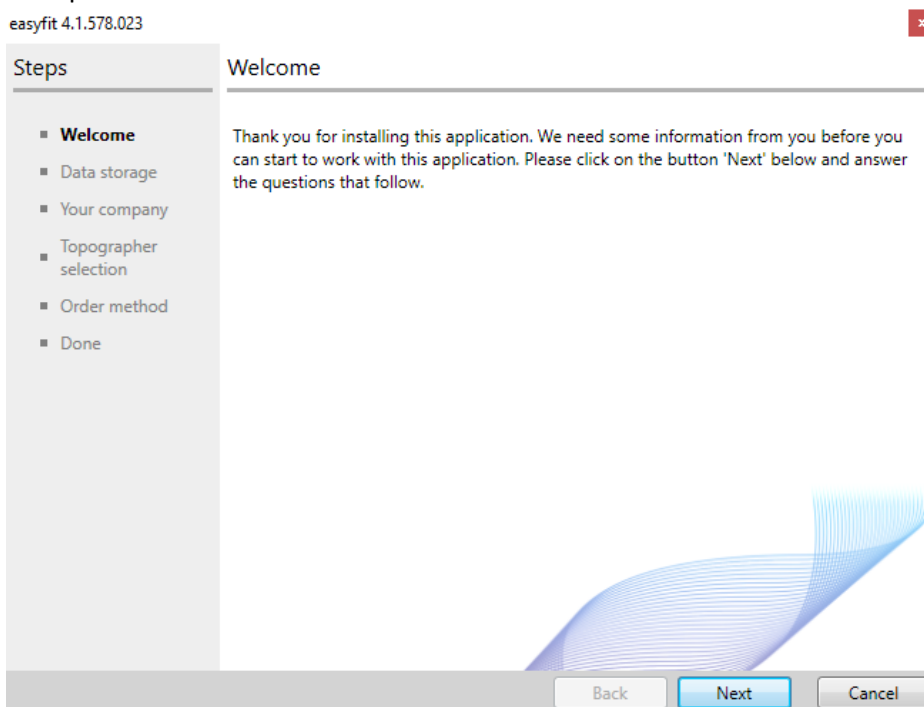 easyfit 4.1.578.023
x
Steps
Welcome
Welcome
Data storage
Your company
Topographer
selection
Order method
Done
Thank you for installing this application. We need some information from you before you
can start to work with this application. Please click on the button 'Next' below and answer
the questions that follow.
Back
Next
Cancel